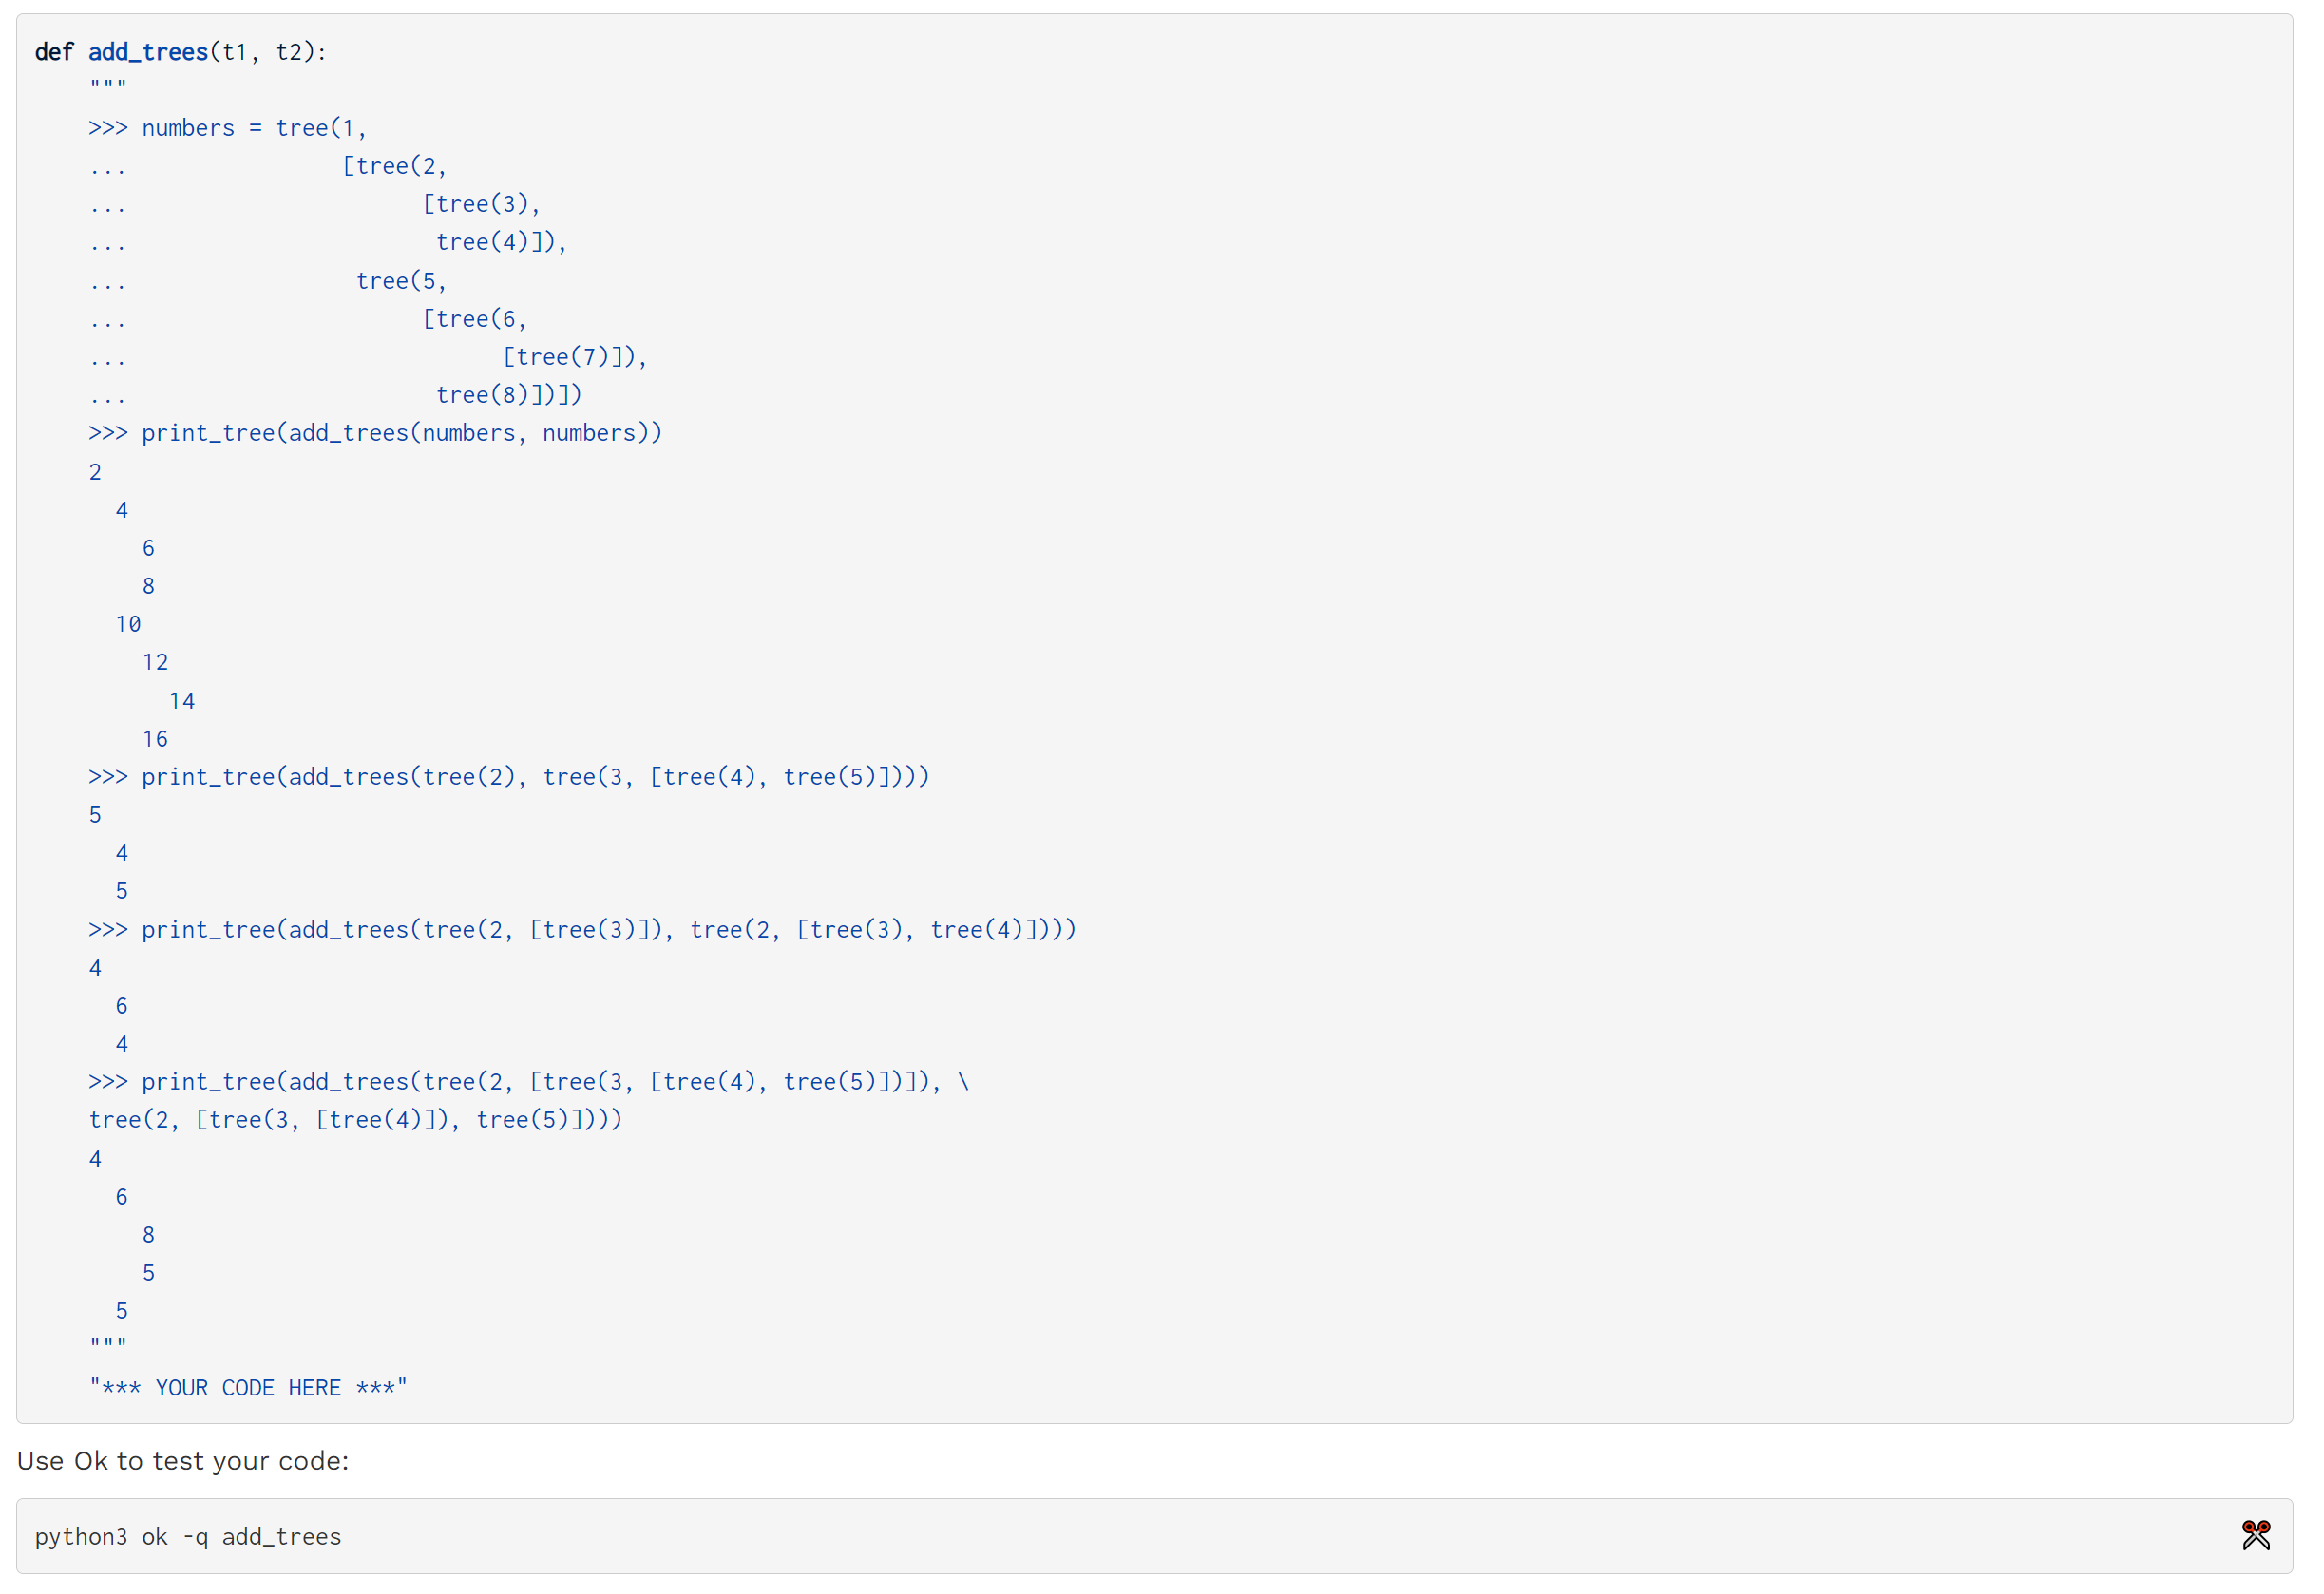 def add_trees(t1, t2):
    """
    >>> numbers = tree(1,
    ...                [tree(2,
    ...                      [tree(3),
    ...                       tree(4)]),
    ...                 tree(5,
    ...                      [tree(6,
    ...                            [tree(7)]),
    ...                       tree(8)])])
    >>> print_tree(add_trees(numbers, numbers))
    2
      4
        6
        8
      10
        12
          14
        16
    >>> print_tree(add_trees(tree(2), tree(3, [tree(4), tree(5)])))
    5
      4
      5
    >>> print_tree(add_trees(tree(2, [tree(3)]), tree(2, [tree(3), tree(4)])))
    4
      6
      4
    >>> print_tree(add_trees(tree(2, [tree(3, [tree(4), tree(5)])]), \
    tree(2, [tree(3, [tree(4)]), tree(5)])))
    4
      6
        8
        5
      5
    """
    "*** YOUR CODE HERE ***"
Use Ok to test your code:
python3 ok -q add_trees